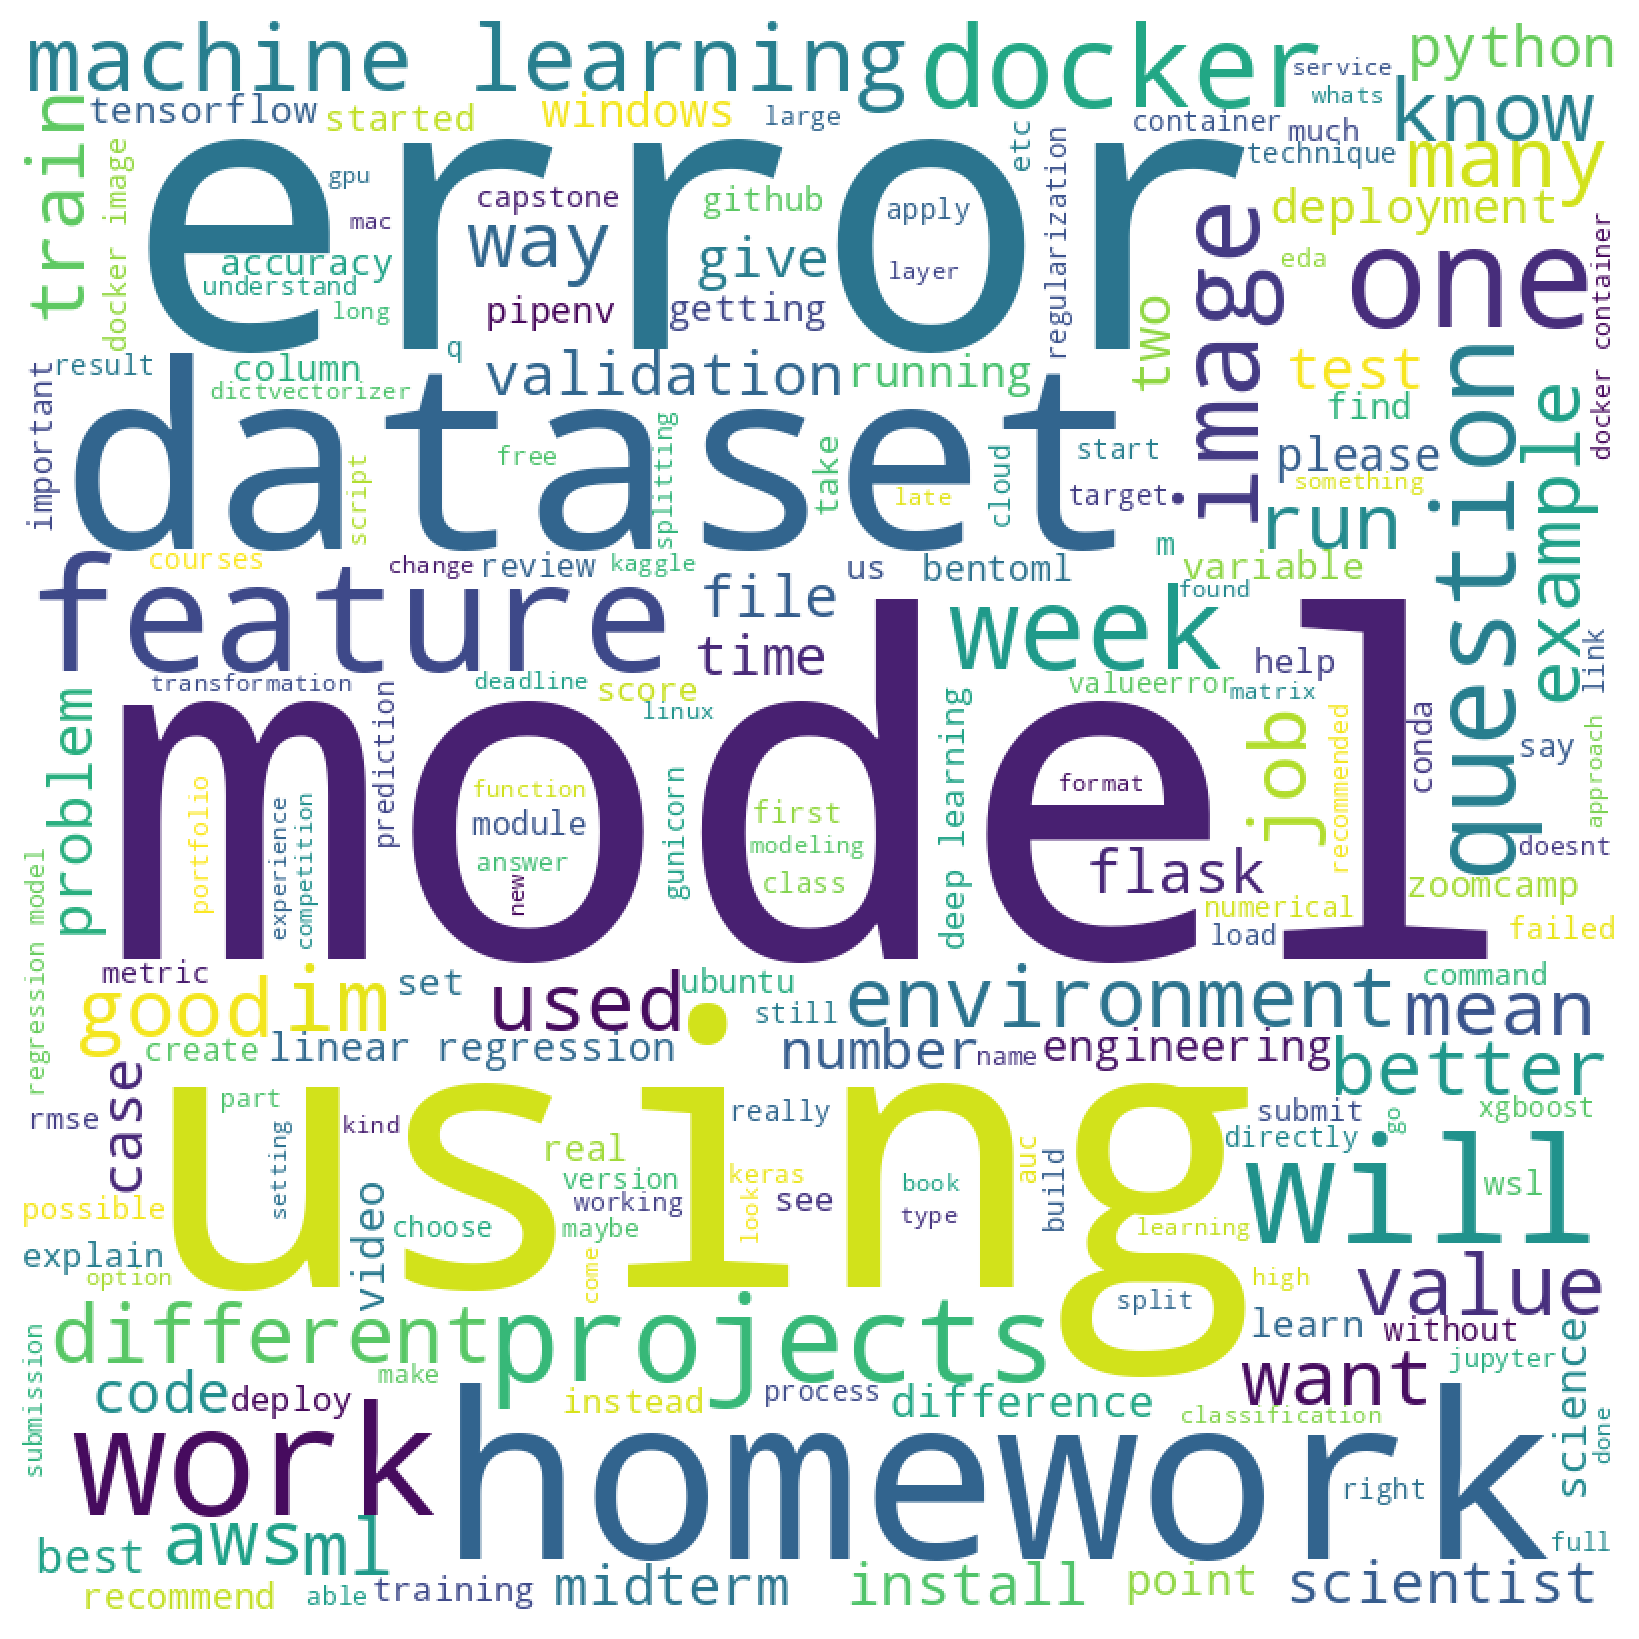 machine learning
docker
python
service
whats
know
tensorflow
started
windows
large
container
much
technique
many
train
docker image
error
gpu
mac
capstone
way
github
give
apply
layer
etc
regularization
image
deployment
eda
one
docker container
accuracy
understand
long
pipenv
getting
two
result
column
dictvectorizer
q
validation
running
test
find
question
example
important
dataset
script
free
splitting
take
late
cloud
start
target
please
something
run
courses
change
review
kaggle
us
bentoml
m
variable
found
feature
file
time
week
help
link
transformation
deadline
score
linux
valueerror
matrix
problem
prediction
model
deep learning
job
recommended
conda
say
approach
portfolio
experience
competition
function
module
answer
new
gunicorn
first
modeling
class
format
flask
numerical
load
doesnt
zoomcamp
failed
regression model
metric
good
im
set
used
ubuntu
still
environment
command
mean
create
linear regression
number
name
engineering
better
case
rmse
part
setting
kind
using
really
submit
directly
go
xgboost
real
version
working
maybe
keras
look
see
book
type
auc
build
learning
will
wsl
possible
explain
option
video
choose
come
high
split
value
different
projects
learn
without
jupyter
science
submission
make
code
deploy
instead
process
difference
want
classification
done
work
homework
right
full
best
aws
ml
recommend
able
training
midterm
install
point
scientist